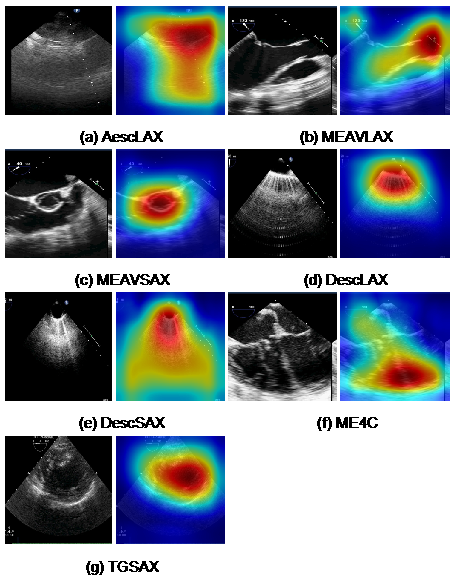 (a) AescLAX
(b) MEAVLAX
(c) MEAVSAX
(d) DescLAX
(e) DescSAX
(f) ME4C
(g) TGSAX